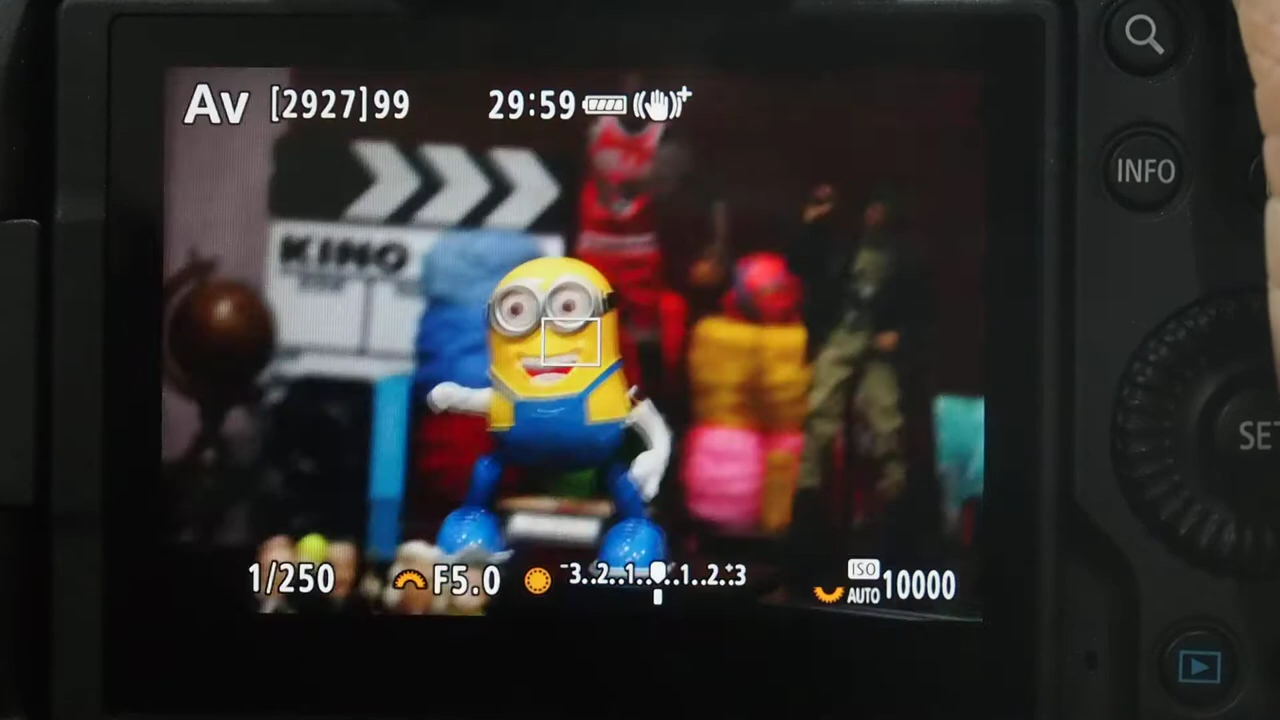 Av [2927]99 29:59
INFO
KINO
SET
1/250 F5.0 -3..2..1..0..1..2.+3 ISO AUTO 10000